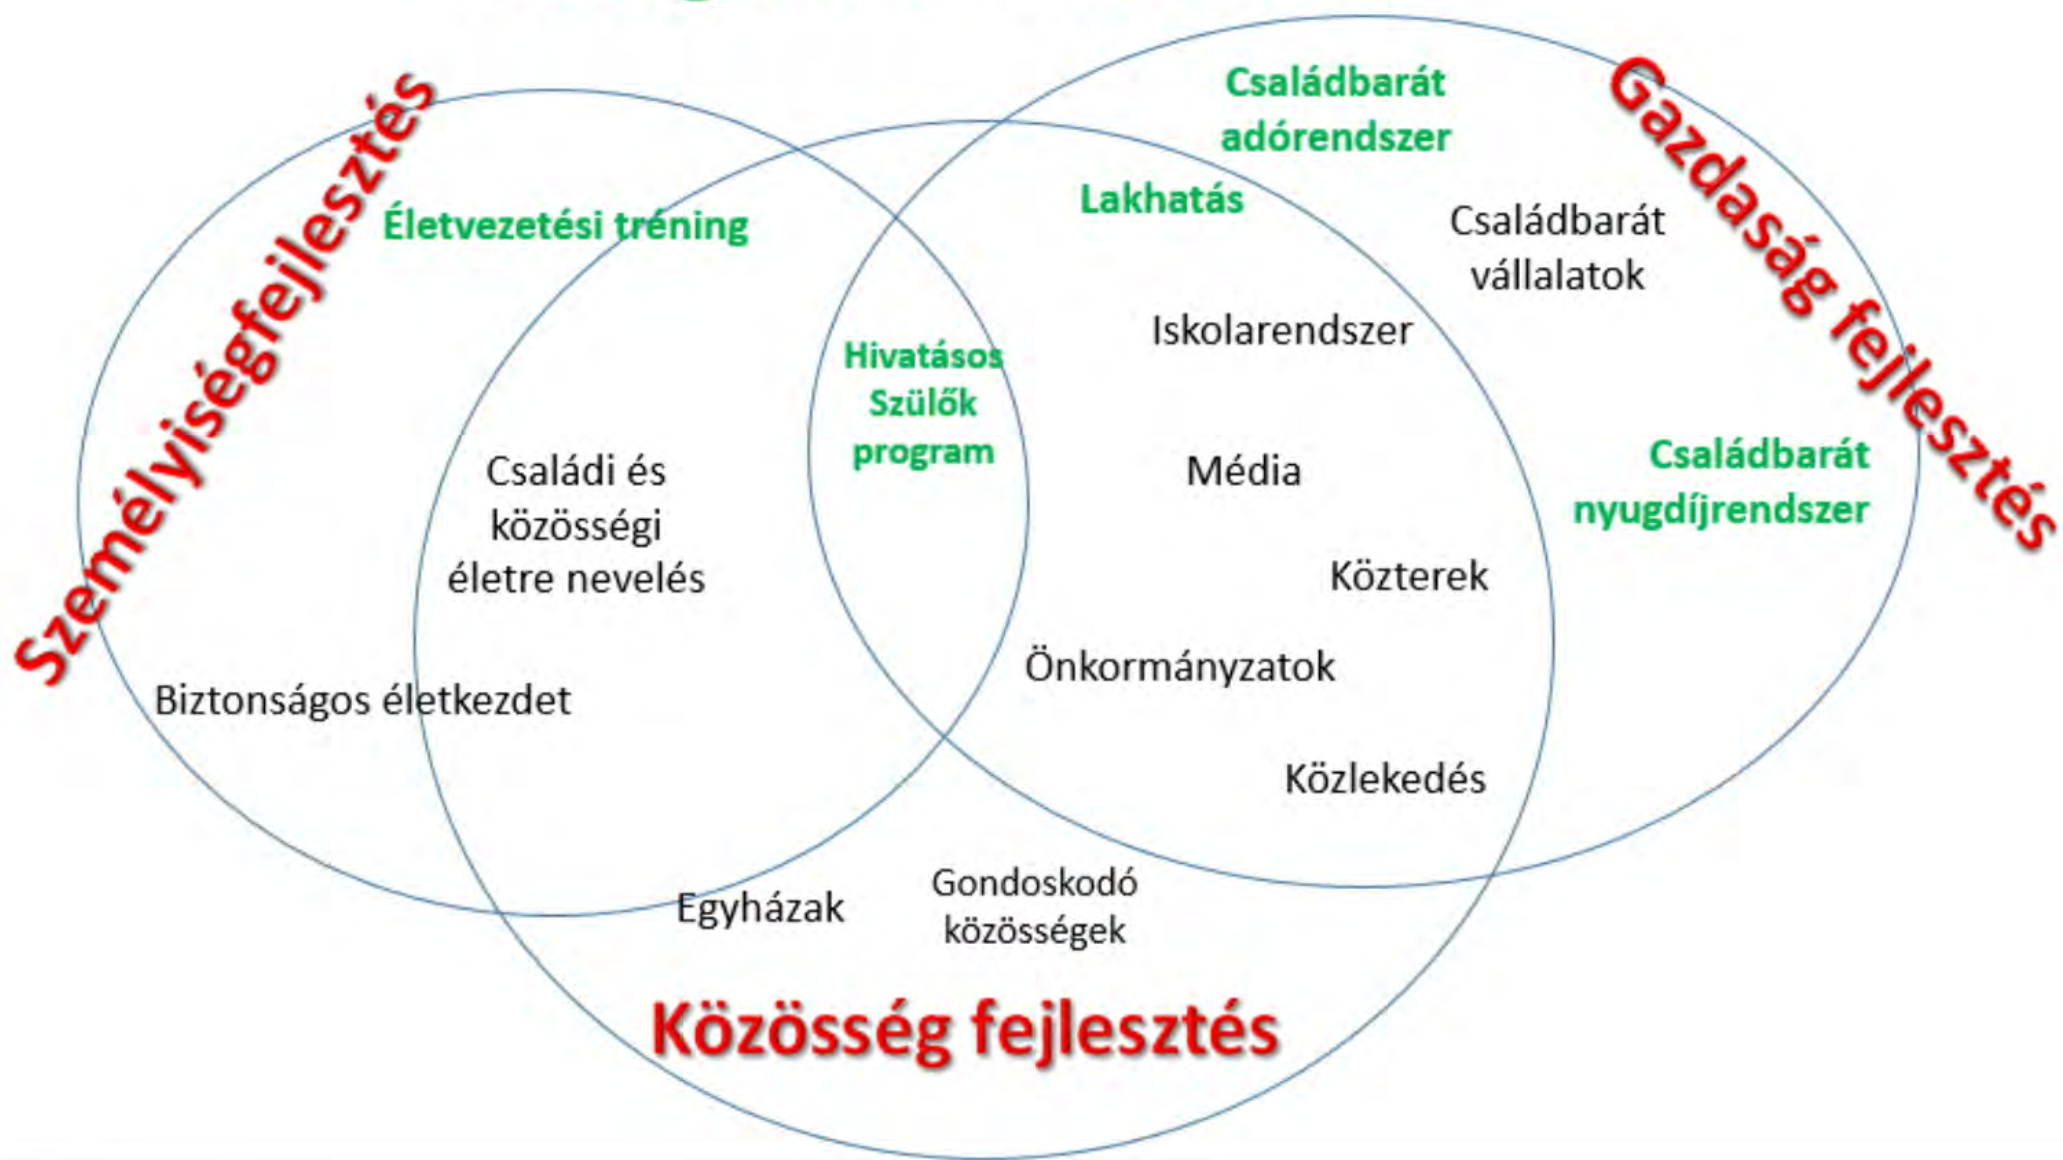 Személyiségfejlesztés
Gazdaság fejlesztés
Családbarát
adórendszer
Lakhatás
Életvezetési tréning
Családbarát
vállalatok
Iskolarendszer
Hivatásos
Szülők
program
Családi és
közösségi
életre nevelés
Média
Családbarát
nyugdíjrendszer
Közterek
Önkormányzatok
Biztonságos életkezdet
Közlekedés
Egyházak
Gondoskodó
közösségek
Közösség fejlesztés